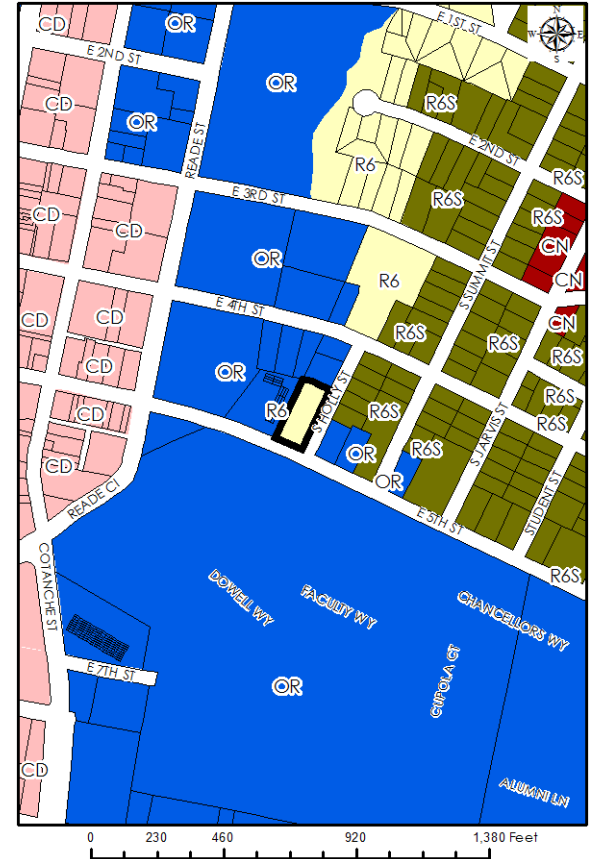 CD
OR
E 1ST ST
N
W
E
S
E 2ND ST
OR
CD
R6S
OR
READE ST
E 2ND ST
R6
R6S
R6S
E 3RD ST
R6S
CD
CD
CN
OR
S SUMMIT ST
CN
R6
E 4TH ST
CD
CD
CN
R6S
R6S
R6S
CD
OR
R6S
CD
R6
S HOLLY ST
R6S
R6S
S JARVIS ST
R6S
OR
CD
OR
READE CI
E 5TH ST
STUDENT ST
R6S
COTANCHE ST
DOWELL WY
FACULTY WY
CHANCELLORS WY
CUPOLA CT
E 7TH ST
OR
CD
ALUMNI LN
0 230 460 920 1,380 Feet